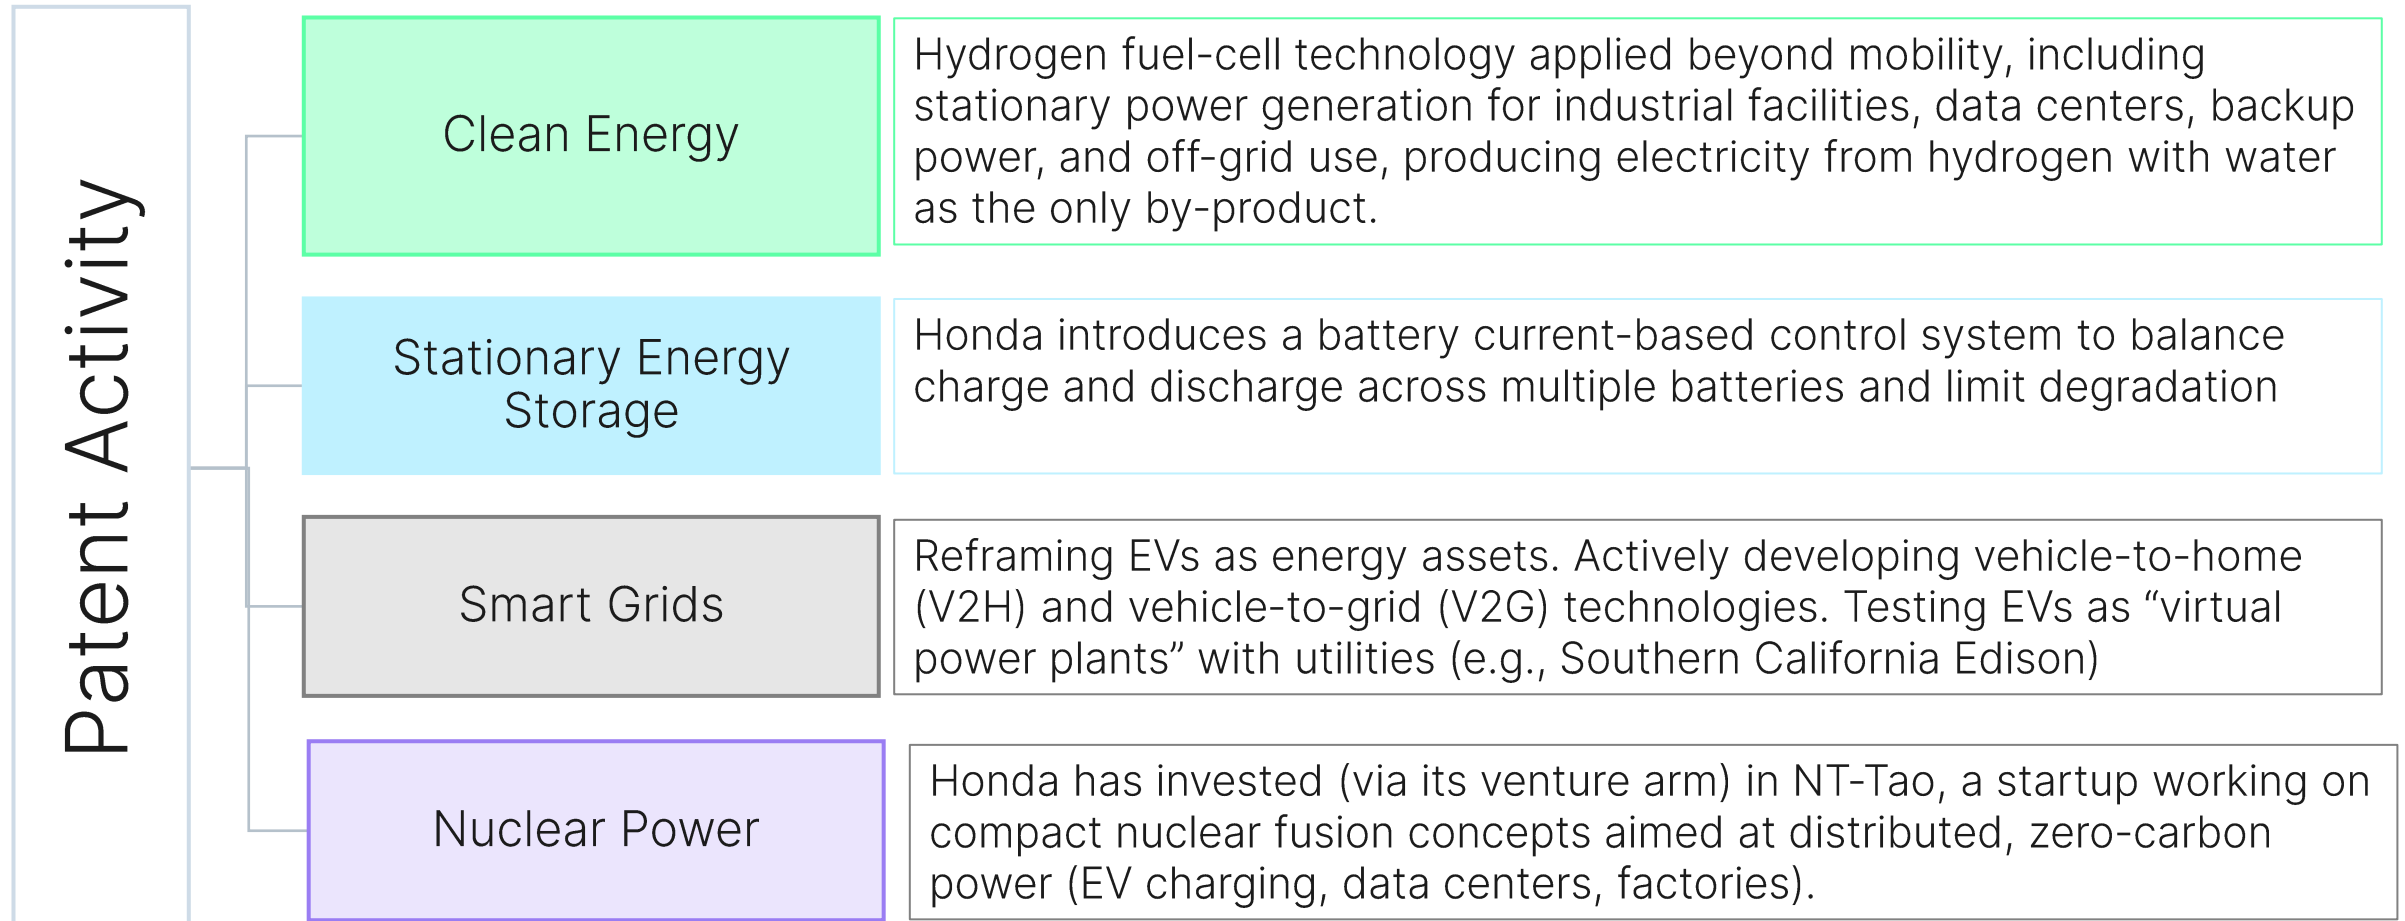 Patent Activity
Clean Energy
Hydrogen fuel-cell technology applied beyond mobility, including
stationary power generation for industrial facilities, data centers, backup
power, and off-grid use, producing electricity from hydrogen with water
as the only by-product.
Stationary Energy
Storage
Honda introduces a battery current-based control system to balance
charge and discharge across multiple batteries and limit degradation
Smart Grids
Reframing EVs as energy assets. Actively developing vehicle-to-home
(V2H) and vehicle-to-grid (V2G) technologies. Testing EVs as “virtual
power plants” with utilities (e.g., Southern California Edison)
Nuclear Power
Honda has invested (via its venture arm) in NT-Tao, a startup working on
compact nuclear fusion concepts aimed at distributed, zero-carbon
power (EV charging, data centers, factories).